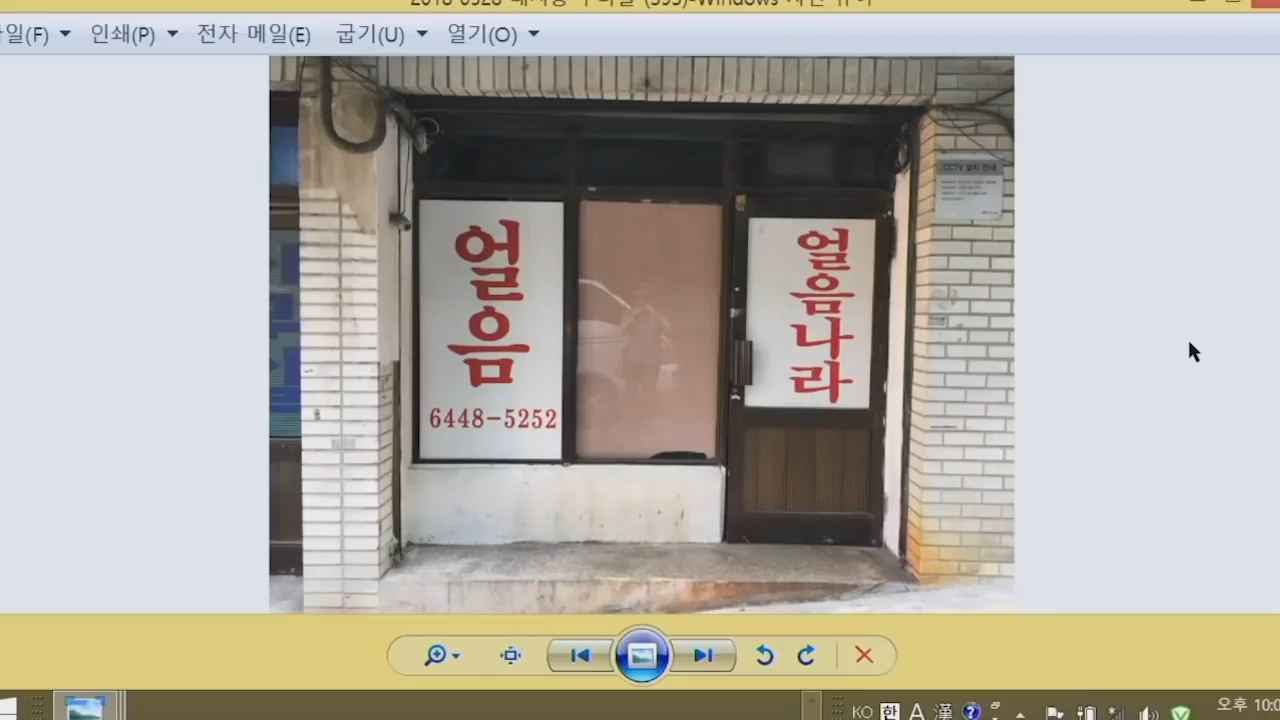 인쇄(P) 전자 메일(E) 굽기(U) 열기(O)
CCTV 설치 안내
얼음
6448-5252
얼음나라
KO 한 A 漢
오후 10:0